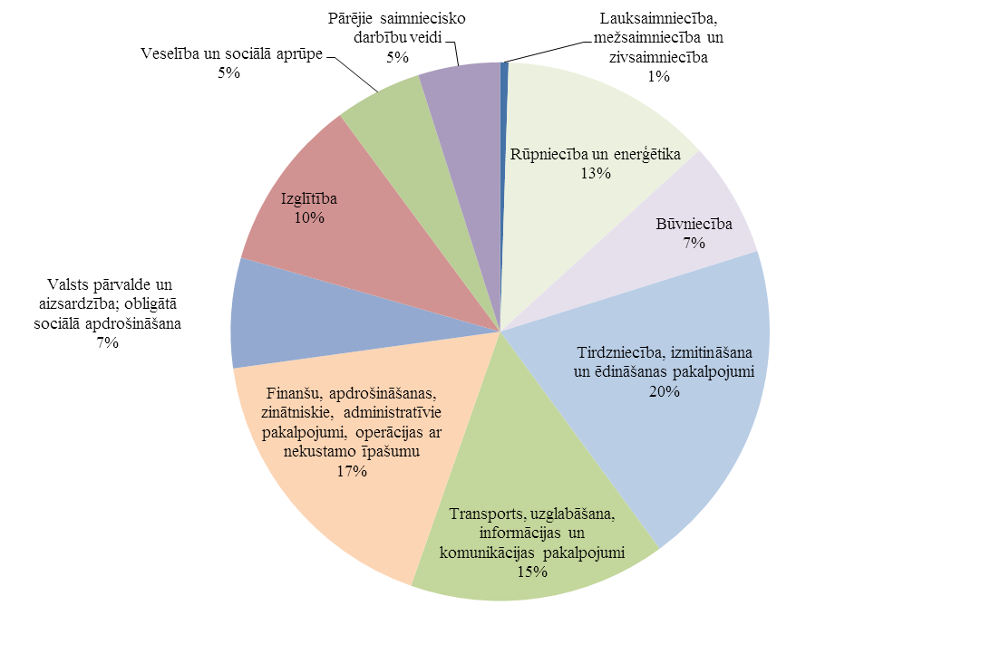 Pārējie saimniecisko
darbību veidi
5%
Lauksaimniecība,
mežsaimniecība un
zivsaimniecība
1%
Veselība un sociālā aprūpe
5%
Rūpniecība un enerģētika
13%
Izglītība
10%
Būvniecība
7%
Valsts pārvalde un
aizsardzība; obligātā
sociālā apdrošināšana
7%
Tirdzniecība, izmitināšana
un ēdināšanas pakalpojumi
20%
Finanšu, apdrošināšanas,
zinātniskie, administratīvie
pakalpojumi, operācijas ar
nekustamo īpašumu
17%
Transports, uzglabāšana,
informācijas un
komunikācijas pakalpojumi
15%